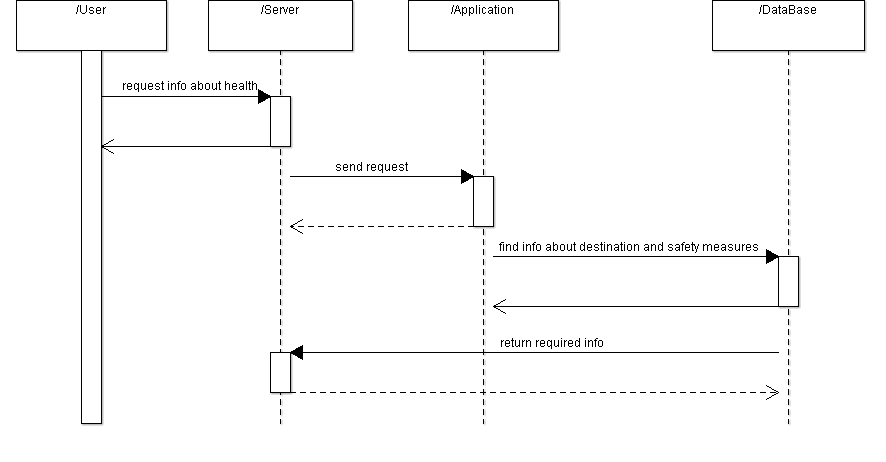 /User
/Server
/Application
/DataBase
request info about health
send request
find info about destination and safety measures
return required info